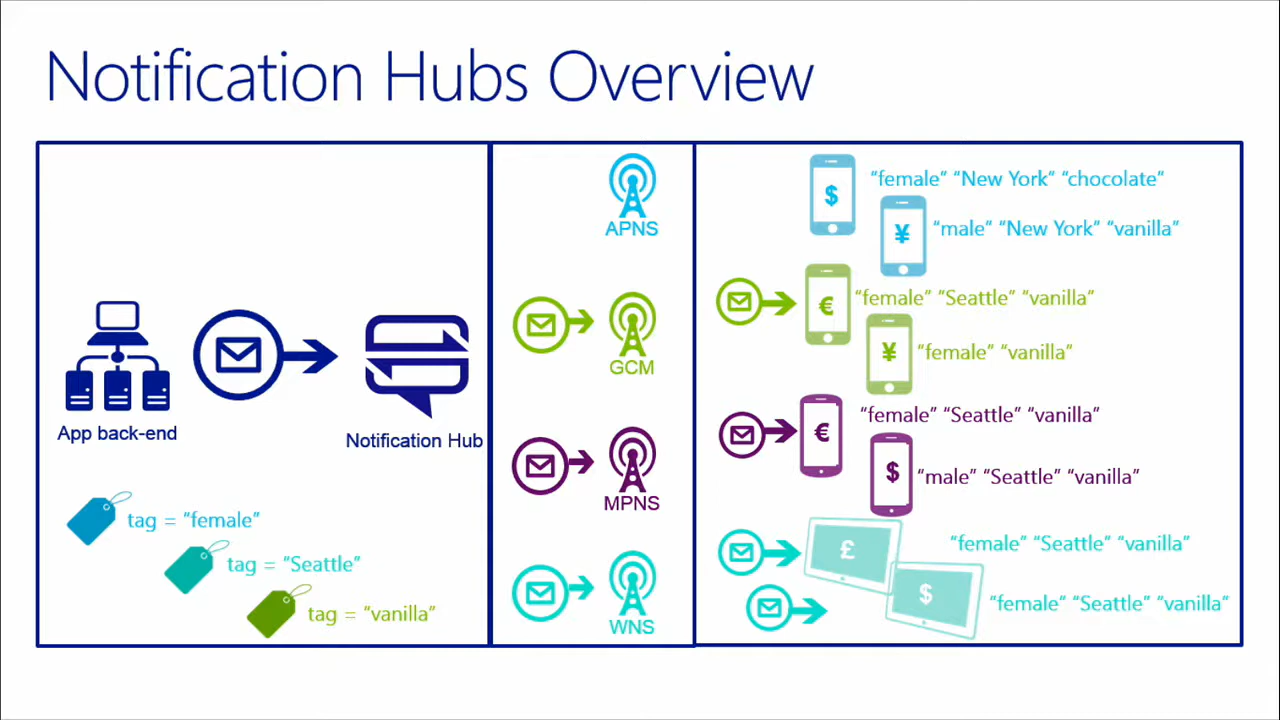 Notification Hubs Overview
App back-end
Notification Hub
tag = “female”
tag = “Seattle”
tag = “vanilla”
APNS
GCM
MPNS
WNS
$
“female” “New York” “chocolate”
¥
“male” “New York” “vanilla”
€
“female” “Seattle” “vanilla”
¥
“female” “vanilla”
€
“female” “Seattle” “vanilla”
$
“male” “Seattle” “vanilla”
£
“female” “Seattle” “vanilla”
$
“female” “Seattle” “vanilla”